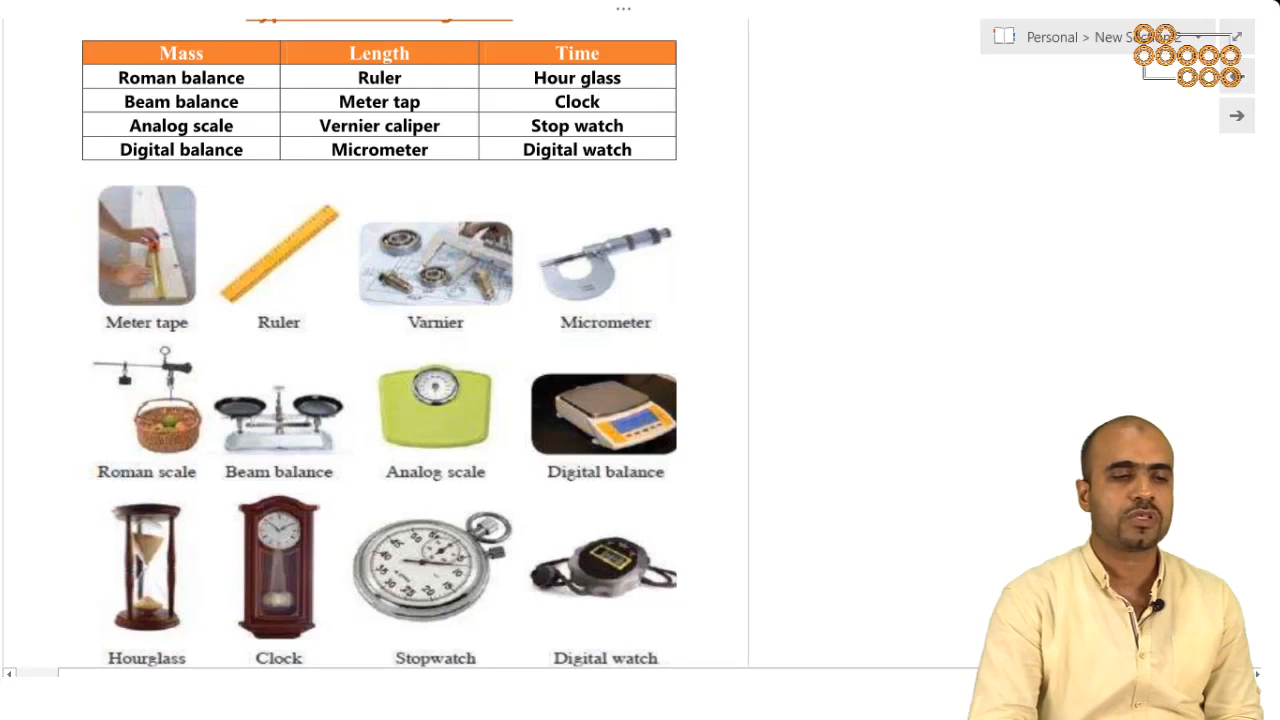 Mass Length Time
Roman balance Ruler Hour glass
Beam balance Meter tap Clock
Analog scale Vernier caliper Stop watch
Digital balance Micrometer Digital watch
Personal > New Section 2
Meter tape Ruler Varnier Micrometer
Roman scale Beam balance Analog scale Digital balance
Hourglass Clock Stopwatch Digital watch